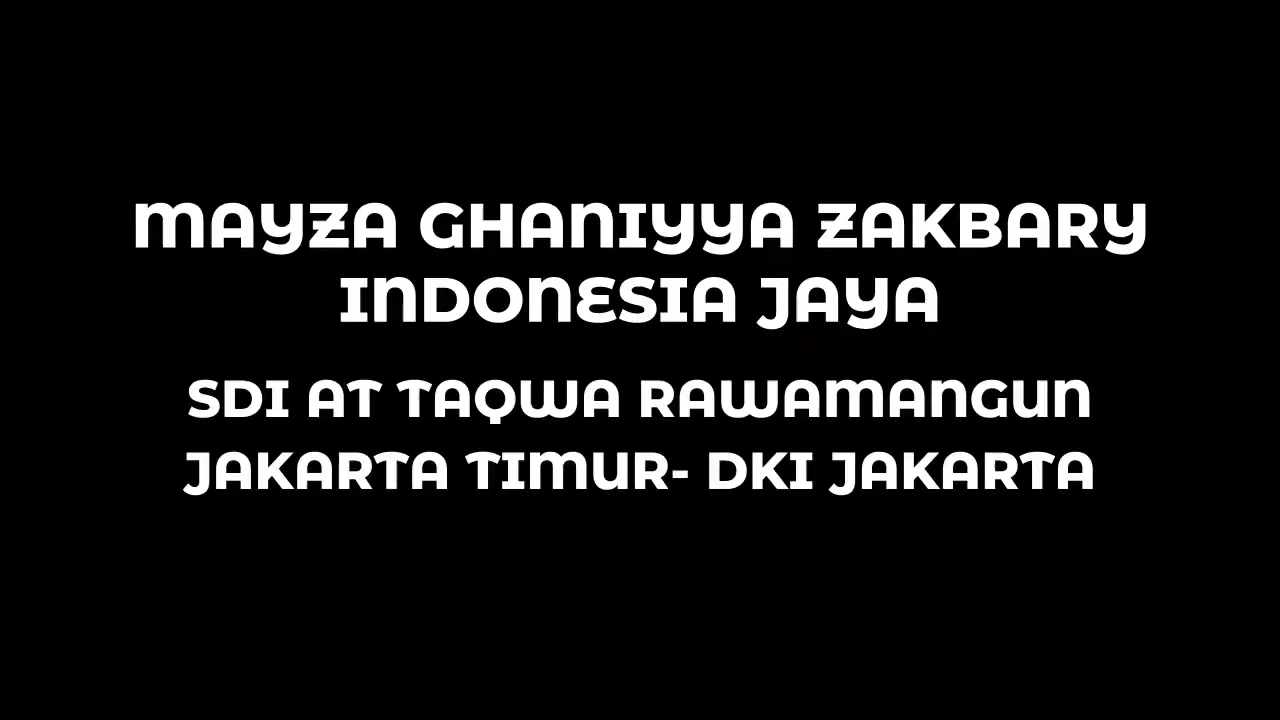 MAYZA GHANIYYA ZAKBARY
INDONESIA JAYA
SDI AT TAQWA RAWAMANGUN
JAKARTA TIMUR- DKI JAKARTA